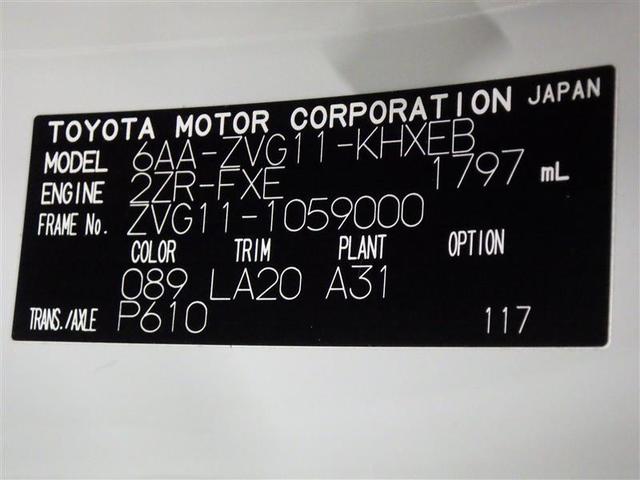 TOYOTA MOTOR CORPORATION JAPAN
MODEL 6AA-ZVG11-KHXEB
ENGINE 2ZR-FXE 1797 mL
FRAME No. ZVG11-1059000
COLOR TRIM PLANT OPTION
089 LA20 A31
TRANS./AXLE P610 117